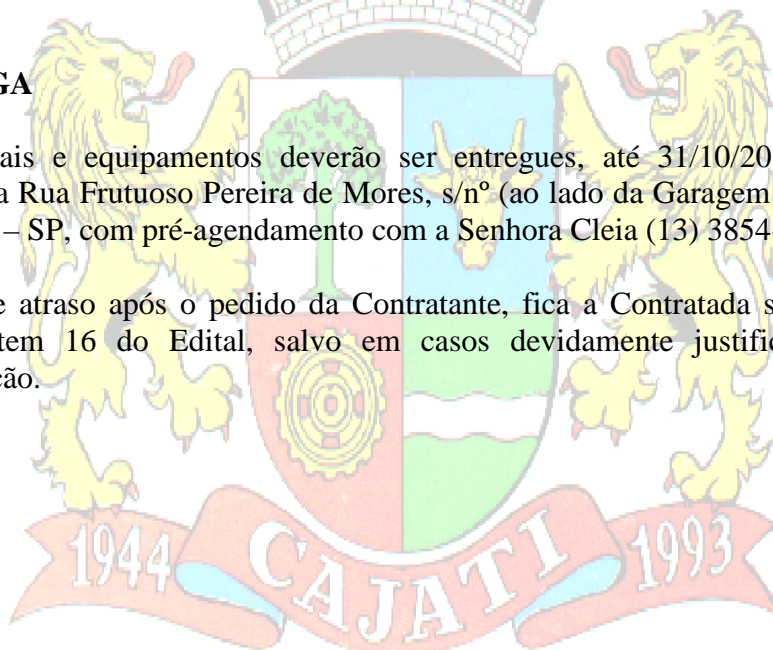 GA
ais e equipamentos deverão ser entregues, até 31/10/20
a Rua Frutuoso Pereira de Mores, s/nº (ao lado da Garagem
– SP, com pré-agendamento com a Senhora Cleia (13) 3854-
e atraso após o pedido da Contratante, fica a Contratada s
tem 16 do Edital, salvo em casos devidamente justific
ção.
1944 CAJATI 1993